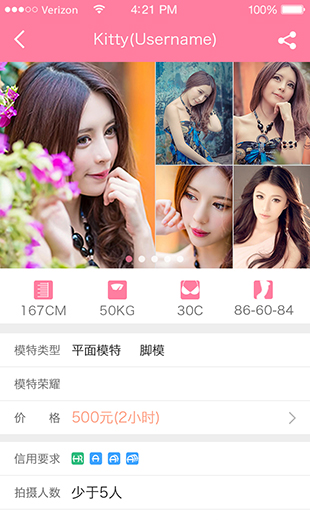 Verizon 4:21 PM 100%
Kitty(Username)
167CM 50KG 30C 86-60-84
模特类型 平面模特 脚模
模特荣耀
价 格 500元(2小时)
信用要求
拍摄人数 少于5人